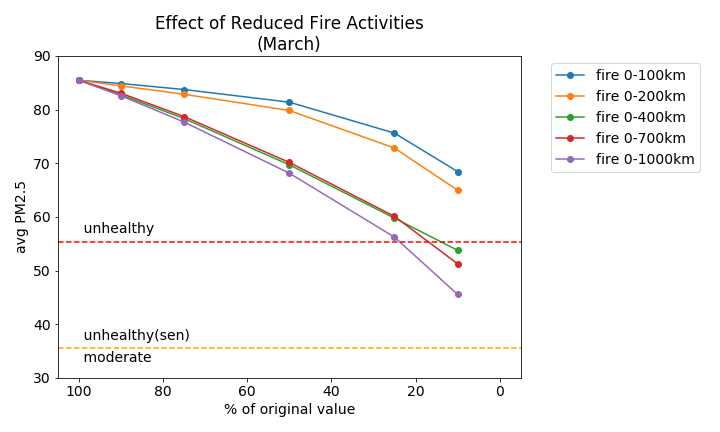 Effect of Reduced Fire Activities
(March)
90
80
70
60
50
40
30
avg PM2.5
unhealthy
unhealthy(sen)
moderate
100
80
60
40
20
0
% of original value
fire 0-100km
fire 0-200km
fire 0-400km
fire 0-700km
fire 0-1000km